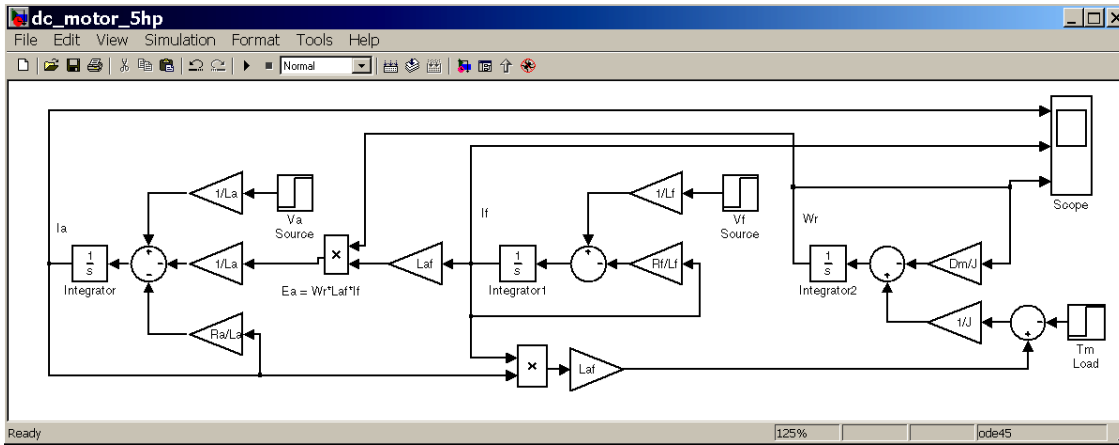 dc_motor_5hp
File Edit View Simulation Format Tools Help
Normal
1/La
Va
Source
1/Lf
Vf
Source
Scope
Ia
If
Wr
1
s
Integrator
+
-
-
1/La
×
Laf
1
s
Integrator1
+
-
Rf/Lf
1
s
Integrator2
-
+
Dm/J
Ea = Wr*Laf*If
Ra/La
1/J
-
+
Tm
Load
×
Laf
Ready
125%
ode45